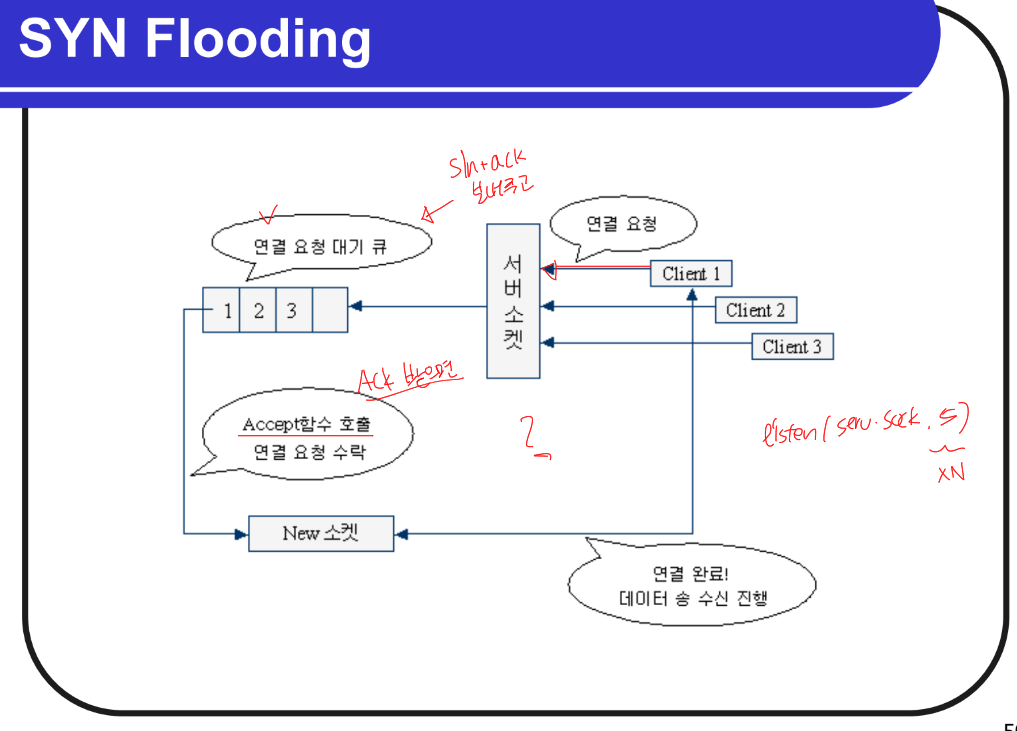 SYN Flooding
syn+ack
보내주고
연결 요청
연결 요청 대기 큐
서버소켓
Client 1
1 2 3
Client 2
Client 3
Ack 받으면
Accept함수 호출
연결 요청 수락
?
listen(serv.sock, 5)
XN
New 소켓
연결 완료!
데이터 송 수신 진행